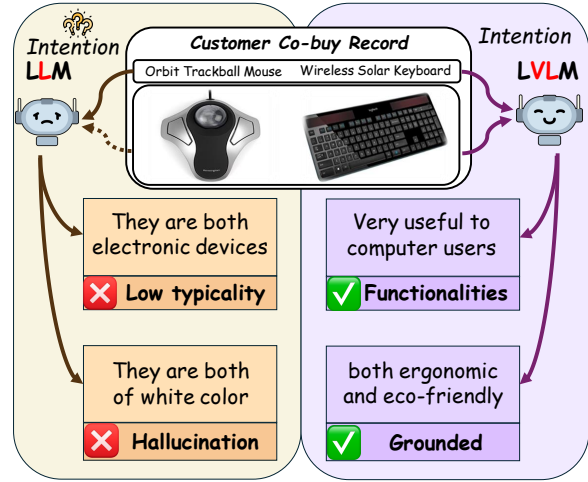 Customer Co-buy Record
Intention
LLM
Intention
LVLM
Orbit Trackball Mouse
Wireless Solar Keyboard
They are both
electronic devices
Low typicality
Very useful to
computer users
Functionalities
They are both
of white color
Hallucination
both ergonomic
and eco-friendly
Grounded